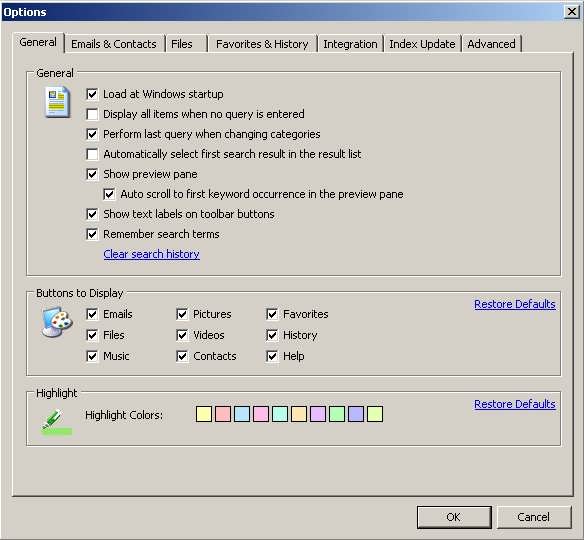 Options
General Emails & Contacts Files Favorites & History Integration Index Update Advanced
General
Load at Windows startup
Display all items when no query is entered
Perform last query when changing categories
Automatically select first search result in the result list
Show preview pane
Auto scroll to first keyword occurrence in the preview pane
Show text labels on toolbar buttons
Remember search terms
Clear search history
Buttons to Display
Restore Defaults
Emails Pictures Favorites
Files Videos History
Music Contacts Help
Highlight
Restore Defaults
Highlight Colors:
OK Cancel